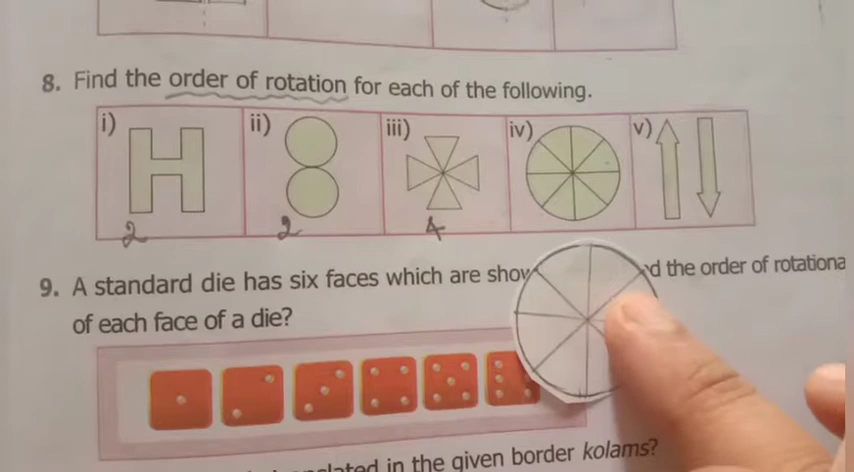 8. Find the order of rotation for each of the following.
i) ii) iii) iv) v)
2 2 4
9. A standard die has six faces which are the order of rotationa
of each face of a die?
in the given border kolams?